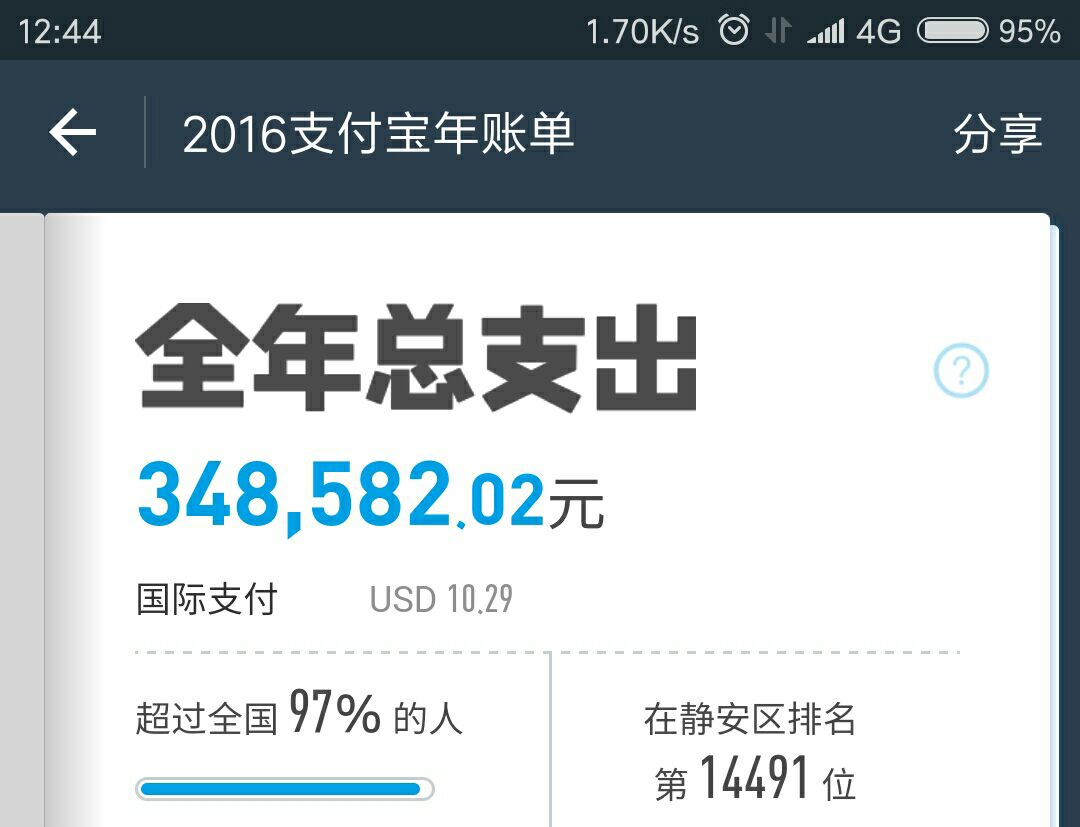 12:44 1.70K/s 4G 95%
2016支付宝年账单 分享
全年总支出
?
348,582.02元
国际支付 USD 10.29
超过全国 97% 的人
在静安区排名
第 14491 位